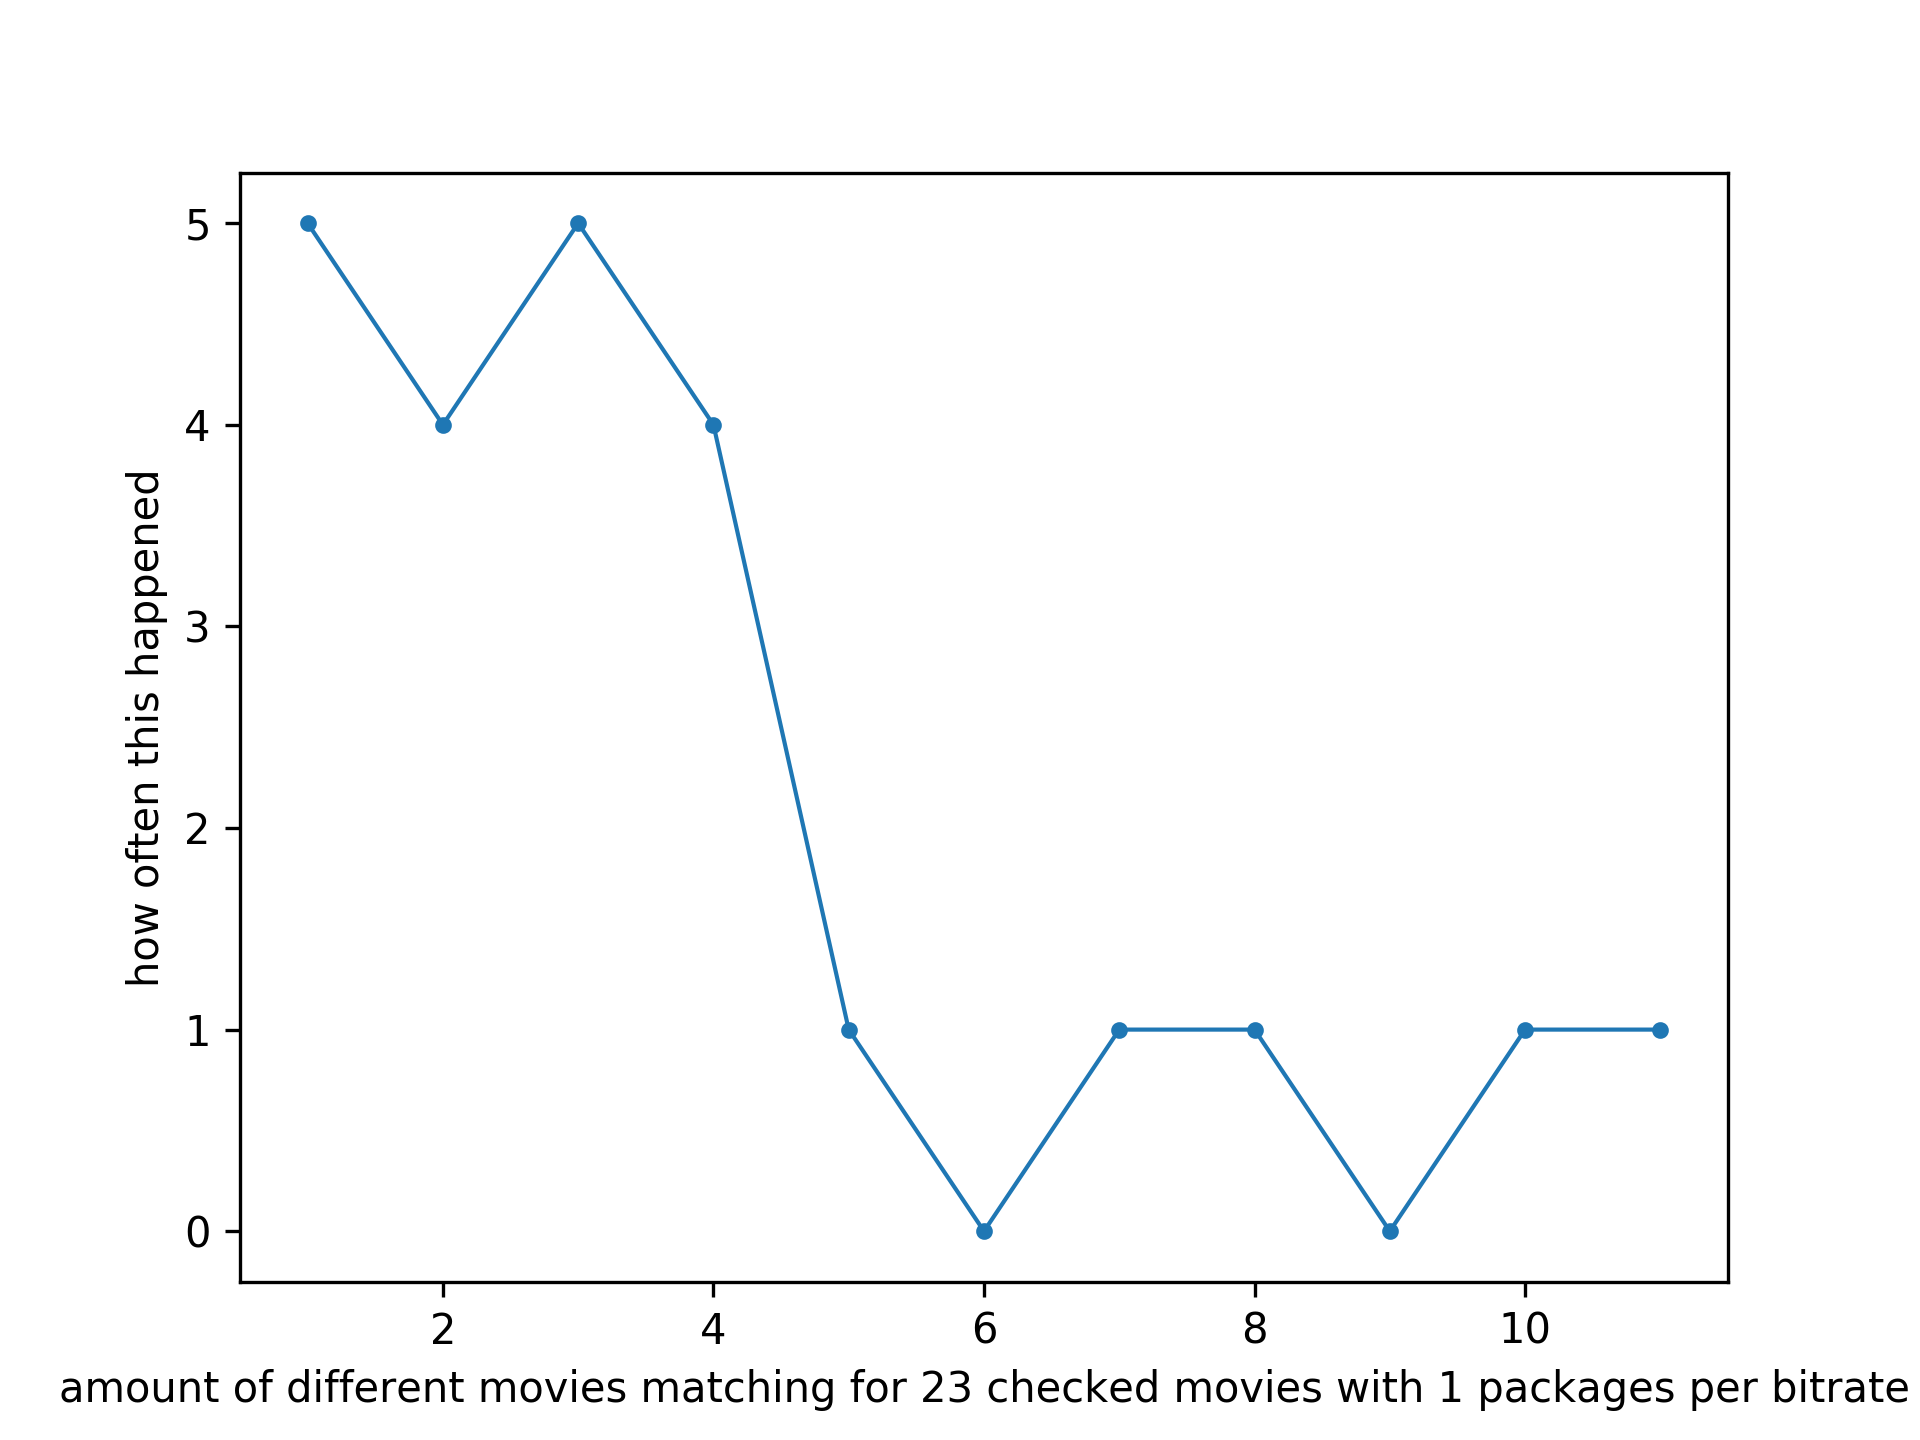 5
4
3
2
1
0
how often this happened
2 4 6 8 10
amount of different movies matching for 23 checked movies with 1 packages per bitrate